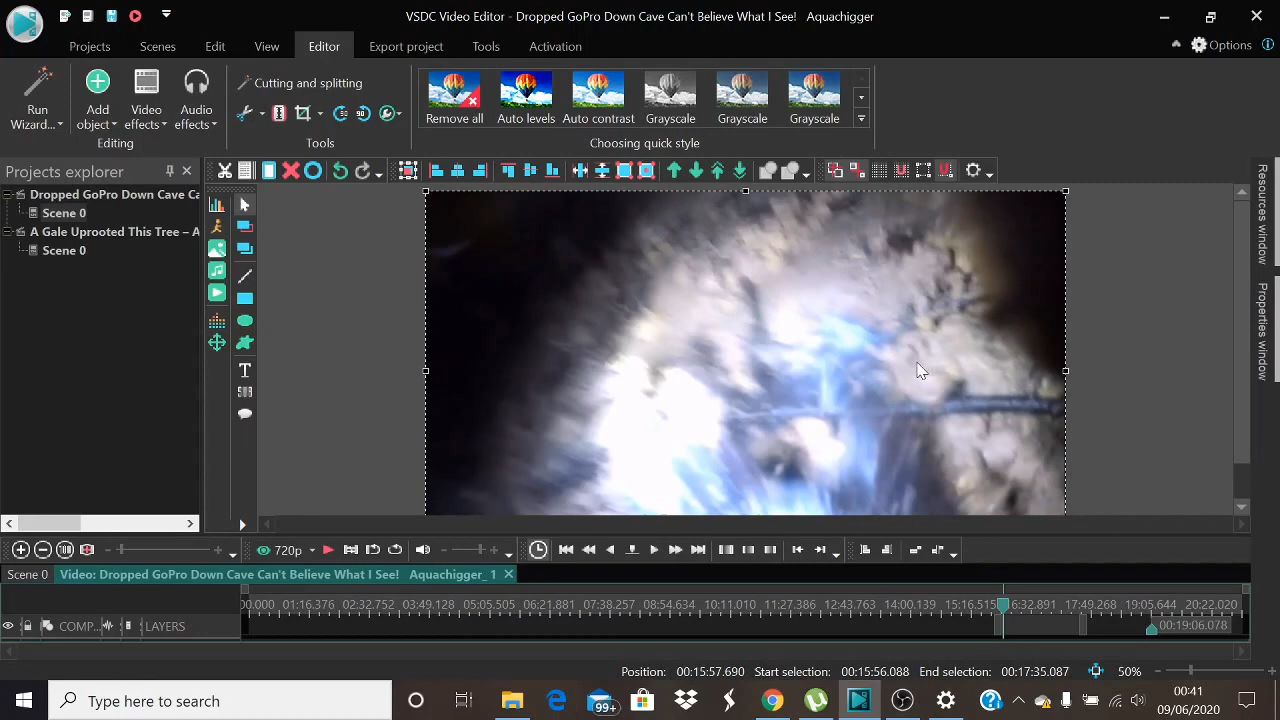 VSDC Video Editor - Dropped GoPro Down Cave Can't Believe What I See! Aquachigger
Projects Scenes Edit View Editor Export project Tools Activation Options
Run Wizard...
Add object
Video effects
Audio effects
Editing
Cutting and splitting
Tools
Remove all Auto levels Auto contrast Grayscale Grayscale Grayscale
Choosing quick style
Projects explorer
Dropped GoPro Down Cave Ca
Scene 0
A Gale Uprooted This Tree – A
Scene 0
T
Resources window
Properties window
720p
Scene 0 Video: Dropped GoPro Down Cave Can't Believe What I See! Aquachigger_ 1
00.000 01:16.376 02:32.752 03:49.128 05:05.505 06:21.881 07:38.257 08:54.634 10:11.010 11:27.386 12:43.763 14:00.139 15:16.515 6:32.891 17:49.268 19:05.644 20:22.020
COMP... LAYERS 00:19:06.078
Position: 00:15:57.690 Start selection: 00:15:56.088 End selection: 00:17:35.087 50%
Type here to search
99+
00:41
09/06/2020